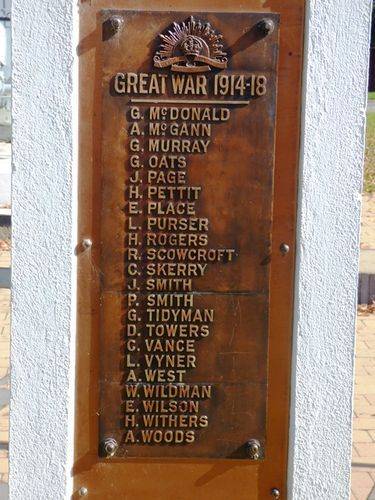 GREAT WAR 1914-18
G. McDONALD
A. McGANN
G. MURRAY
G. OATS
J. PAGE
H. PETTIT
E. PLACE
L. PURSER
H. ROGERS
R. SCOWCROFT
C. SKERRY
J. SMITH
P. SMITH
G. TIDYMAN
D. TOWERS
C. VANCE
L. VYNER
A. WEST
W. WILDMAN
E. WILSON
H. WITHERS
A. WOODS